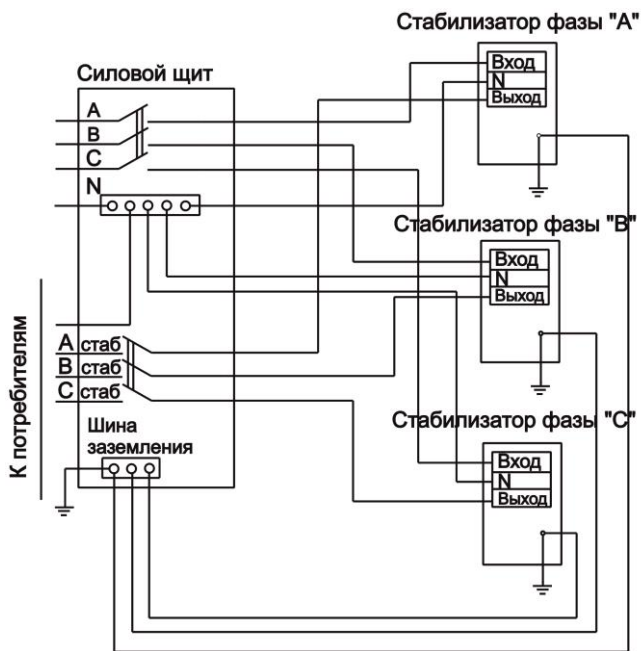 Стабилизатор фазы "А"
Силовой щит
Вход
N
Выход
A
B
C
N
Стабилизатор фазы "В"
Вход
N
Выход
К потребителям
A стаб
B стаб
C стаб
Стабилизатор фазы "С"
Шина
заземления
Вход
N
Выход